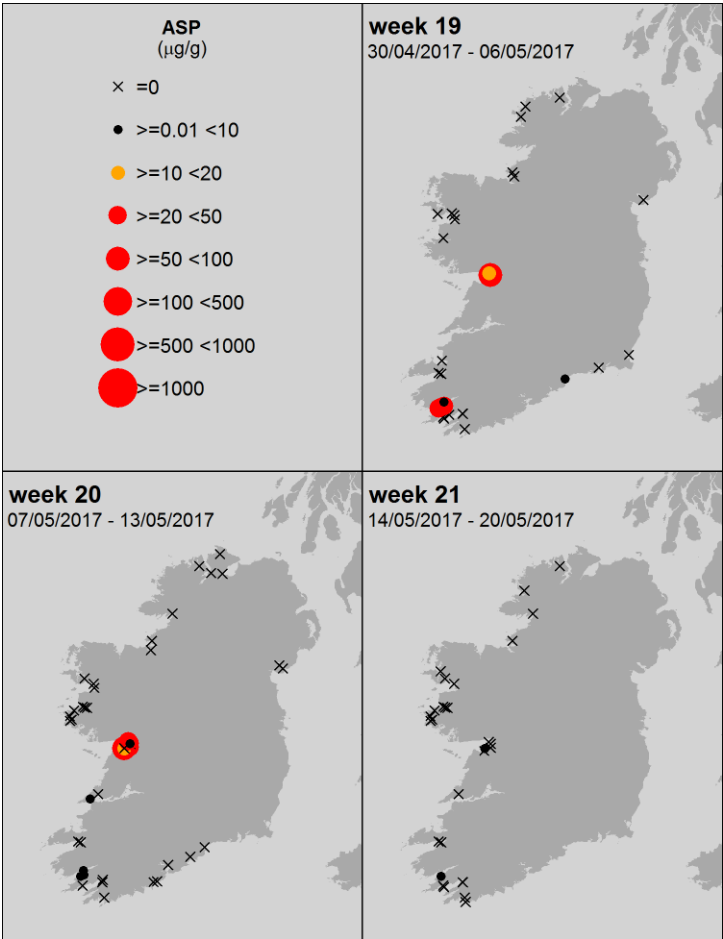 ASP
(µg/g)
=0
>=0.01 <10
>=10 <20
>=20 <50
>=50 <100
>=100 <500
>=500 <1000
>=1000
week 19
30/04/2017 - 06/05/2017
week 20
07/05/2017 - 13/05/2017
week 21
14/05/2017 - 20/05/2017